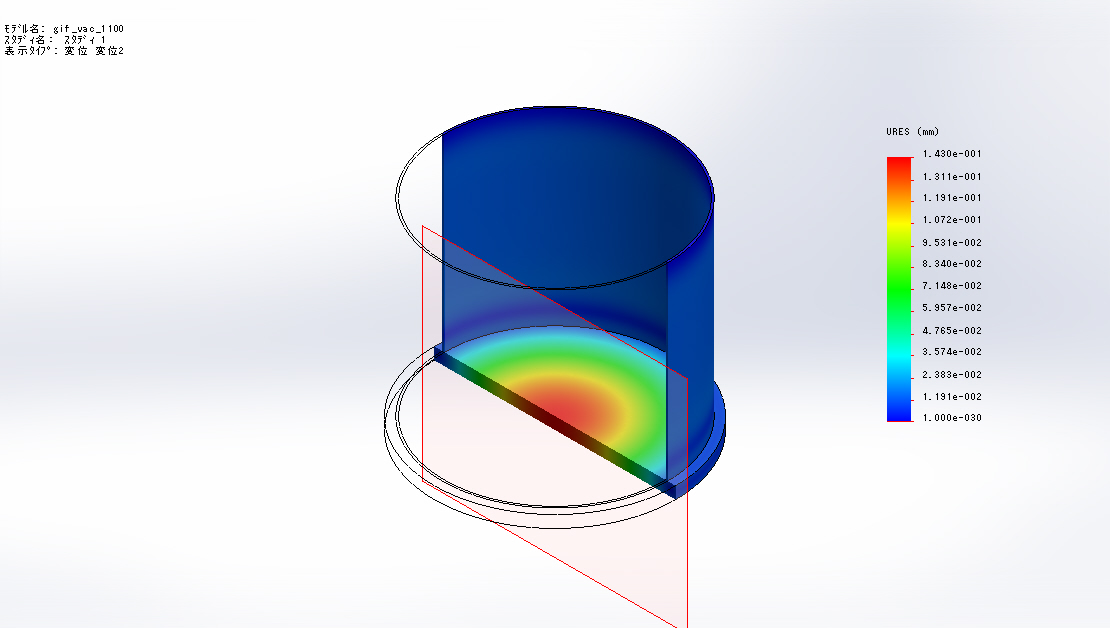 モデル名: gif_vac_1100
スタディ名: スタディ 1
表示タイプ: 変位 変位2
URES (mm)
1.430e-001
1.311e-001
1.191e-001
1.072e-001
9.531e-002
8.340e-002
7.148e-002
5.957e-002
4.765e-002
3.574e-002
2.383e-002
1.191e-002
1.000e-030